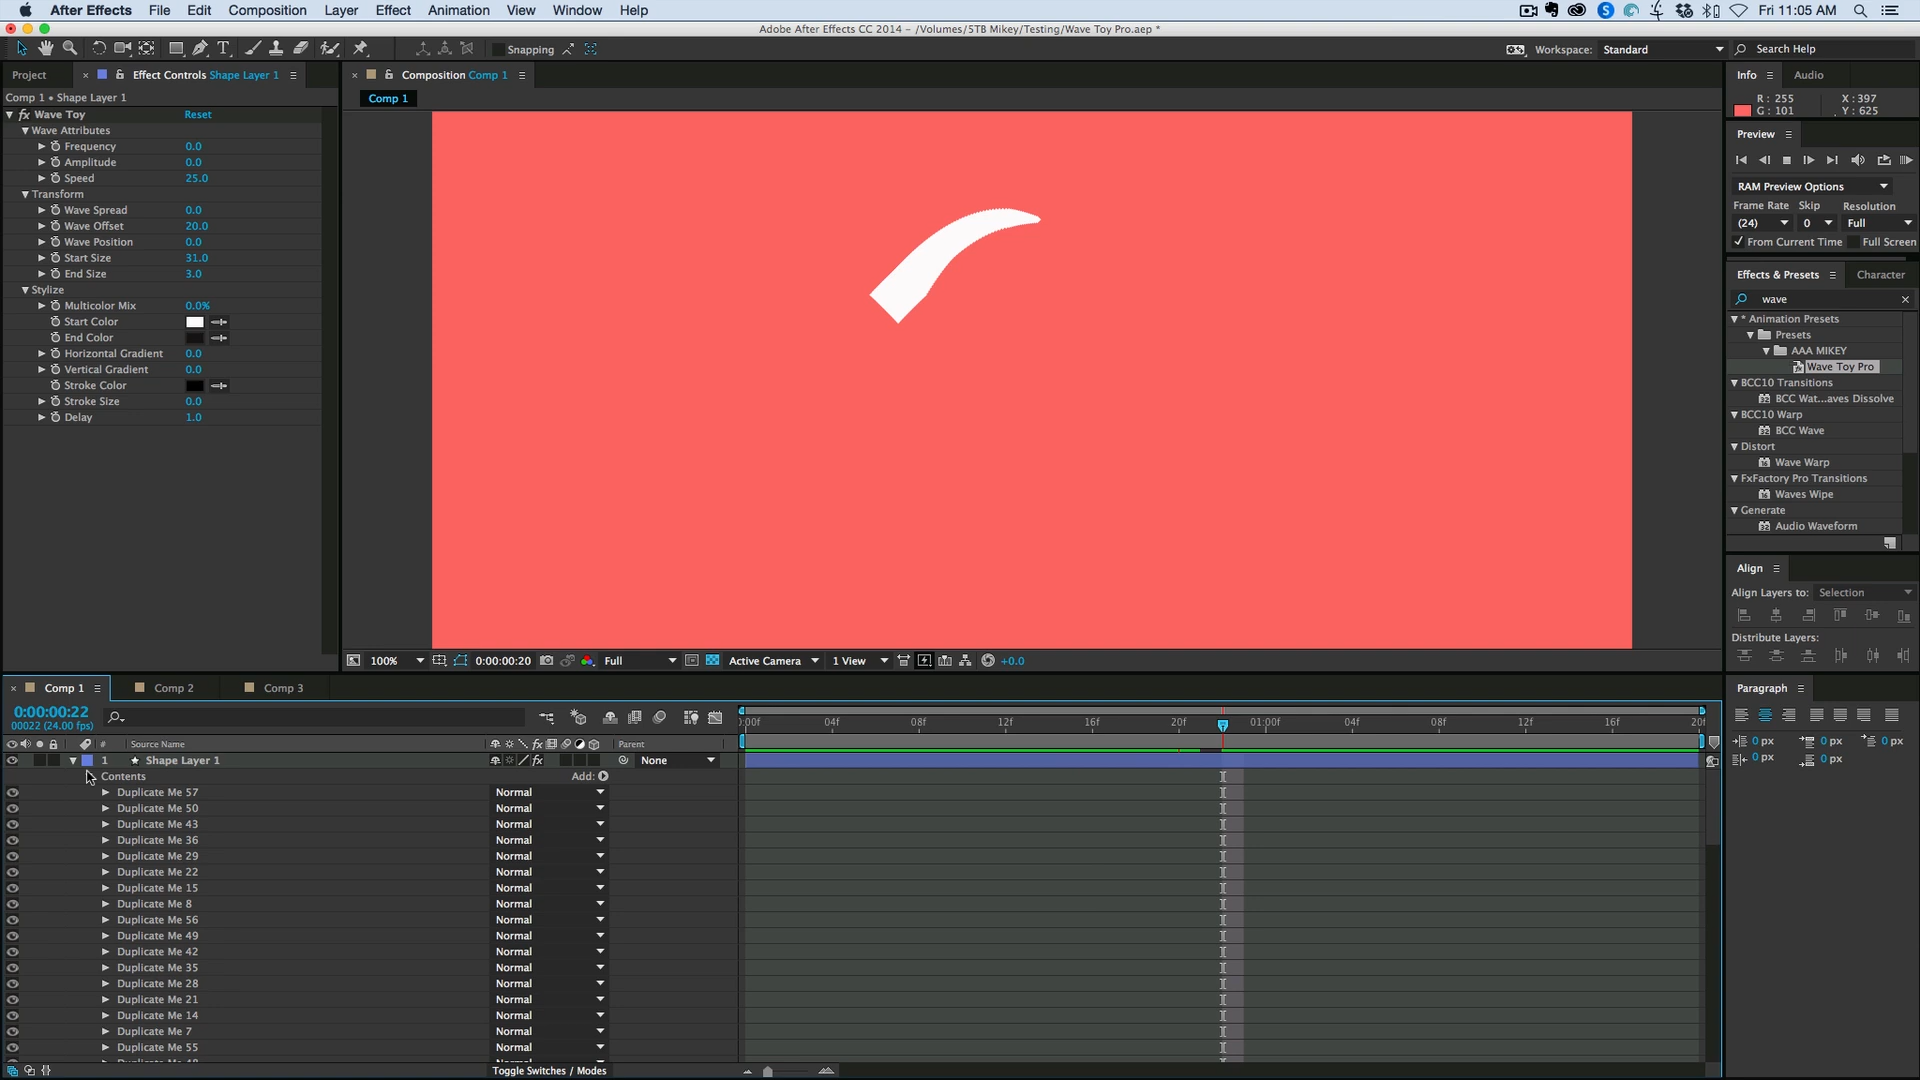 After Effects File Edit Composition Layer Effect Animation View Window Help Fri 11:05 AM
Adobe After Effects CC 2014 - /Volumes/5TB Mikey/Testing/Wave Toy Pro.aep *
Snapping Workspace: Standard Search Help
Project Effect Controls Shape Layer 1 Composition Comp 1 Info Audio
Comp 1 • Shape Layer 1 Comp 1 R : 255 X : 397
G : 101 Y : 625
fx Wave Toy Reset
Wave Attributes Preview
Frequency 0.0
Amplitude 0.0
Speed 25.0
Transform RAM Preview Options
Wave Spread 0.0 Frame Rate Skip Resolution
Wave Offset 20.0 (24) 0 Full
Wave Position 0.0 From Current Time Full Screen
Start Size 31.0
End Size 3.0 Effects & Presets Character
Stylize
Multicolor Mix 0.0% wave
Start Color * Animation Presets
End Color Presets
Horizontal Gradient 0.0 AAA MIKEY
Vertical Gradient 0.0 Wave Toy Pro
Stroke Color BCC10 Transitions
Stroke Size 0.0 BCC Wat...aves Dissolve
Delay 1.0 BCC10 Warp
BCC Wave
Distort
Wave Warp
FxFactory Pro Transitions
Waves Wipe
Generate
Audio Waveform
Align
Align Layers to: Selection
Distribute Layers:
100% 0:00:00:20 Full Active Camera 1 View +0.0
Comp 1 Comp 2 Comp 3 Paragraph
0:00:00:22
00022 (24.00 fps) ):00f 04f 08f 12f 16f 20f 01:00f 04f 08f 12f 16f 20f
# Source Name fx Parent 0 px 0 px 0 px
1 Shape Layer 1 fx None 0 px 0 px
Contents Add:
Duplicate Me 57 Normal
Duplicate Me 50 Normal
Duplicate Me 43 Normal
Duplicate Me 36 Normal
Duplicate Me 29 Normal
Duplicate Me 22 Normal
Duplicate Me 15 Normal
Duplicate Me 8 Normal
Duplicate Me 56 Normal
Duplicate Me 49 Normal
Duplicate Me 42 Normal
Duplicate Me 35 Normal
Duplicate Me 28 Normal
Duplicate Me 21 Normal
Duplicate Me 14 Normal
Duplicate Me 7 Normal
Duplicate Me 55 Normal
Toggle Switches / Modes